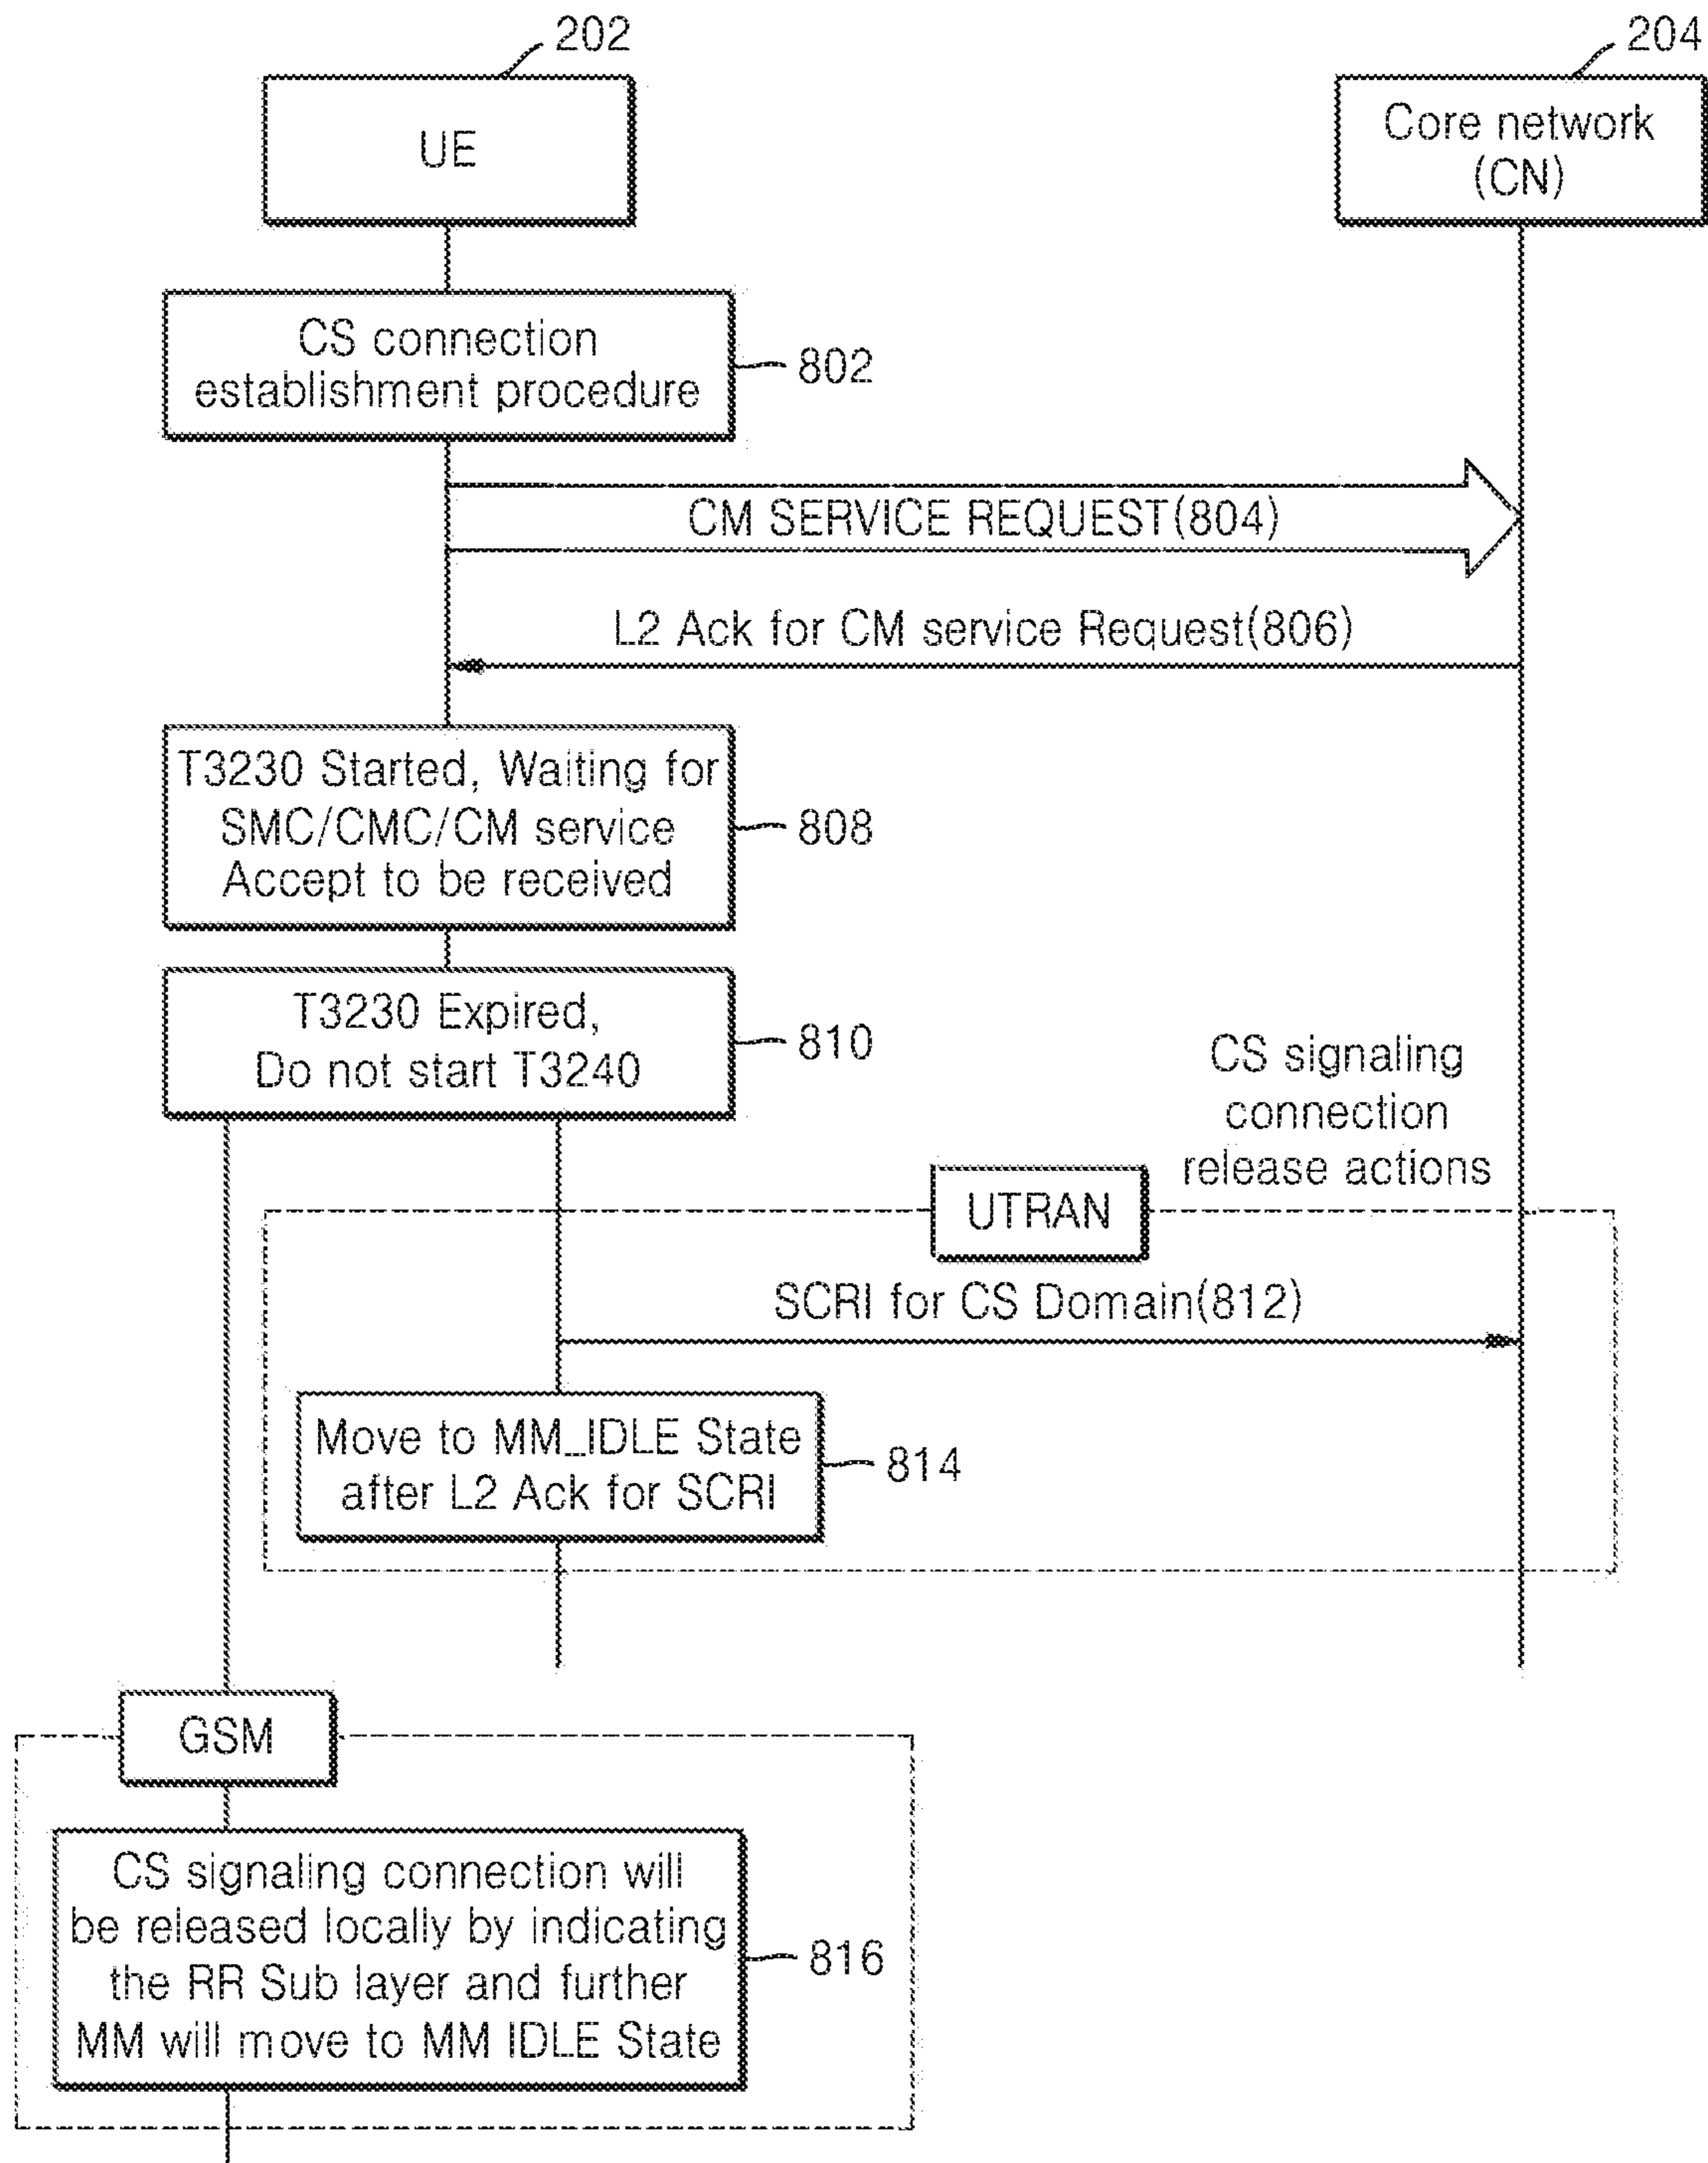 202
204
UE
Core network
(CN)
CS connection
establishment procedure
802
CM SERVICE REQUEST(804)
L2 Ack for CM service Request(806)
T3230 Started, Waiting for
SMC/CMC/CM service
Accept to be received
808
T3230 Expired,
Do not start T3240
810
CS signaling
connection
release actions
UTRAN
SCRI for CS Domain(812)
Move to MM_IDLE State
after L2 Ack for SCRI
814
GSM
CS signaling connection will
be released locally by indicating
the RR Sub layer and further
MM will move to MM IDLE State
816